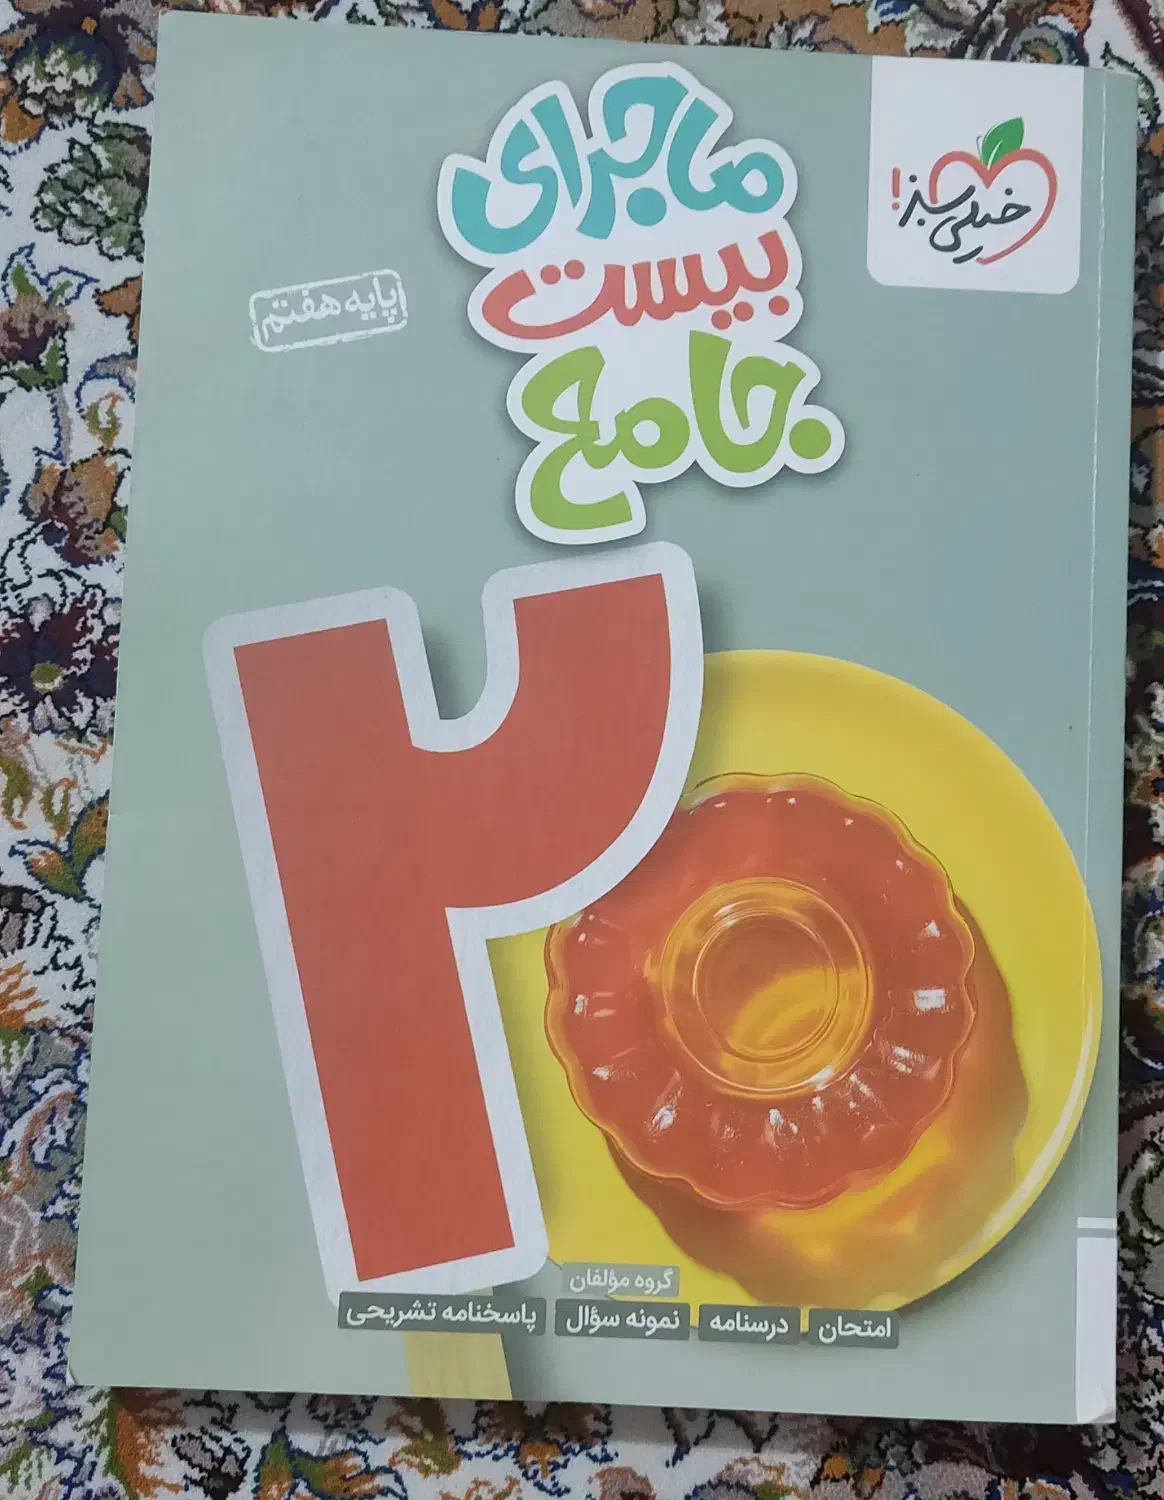 خیلی سبز!
ماجرای
بیست
جامع
پایه هفتم
۲۰
گروه مؤلفان
امتحان درسنامه نمونه سؤال پاسخنامه تشریحی